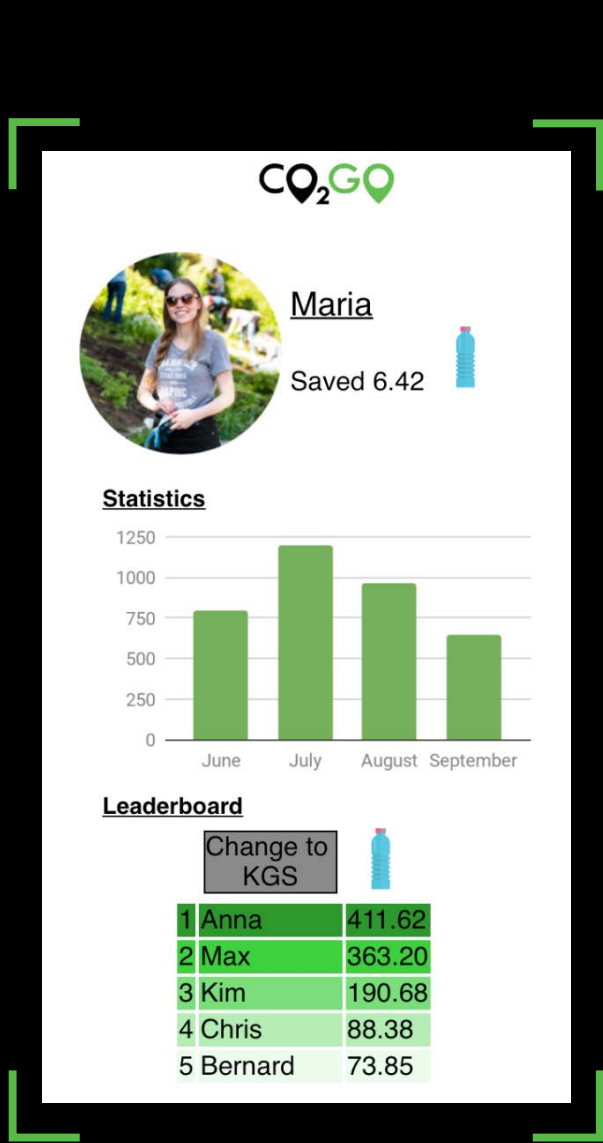 CO2GO
Maria
Saved 6.42
Statistics
1250
1000
750
500
250
0
June July August September
Leaderboard
Change to
KGS
1 Anna 411.62
2 Max 363.20
3 Kim 190.68
4 Chris 88.38
5 Bernard 73.85